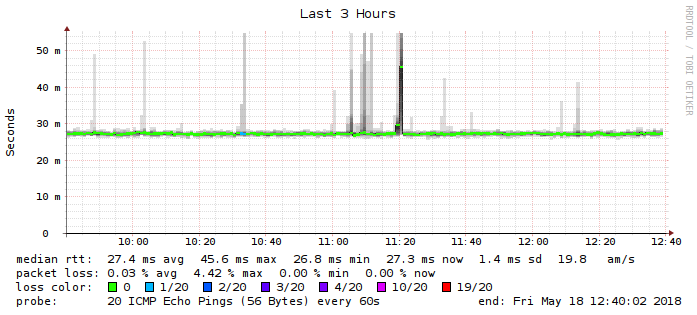 Last 3 Hours
RRDTOOL / TOBI OETIKER
Seconds
50 m
40 m
30 m
20 m
10 m
0
10:00 10:20 10:40 11:00 11:20 11:40 12:00 12:20 12:40
median rtt: 27.4 ms avg 45.6 ms max 26.8 ms min 27.3 ms now 1.4 ms sd 19.8 am/s
packet loss: 0.03 % avg 4.42 % max 0.00 % min 0.00 % now
loss color: 0 1/20 2/20 3/20 4/20 10/20 19/20
probe: 20 ICMP Echo Pings (56 Bytes) every 60s end: Fri May 18 12:40:02 2018